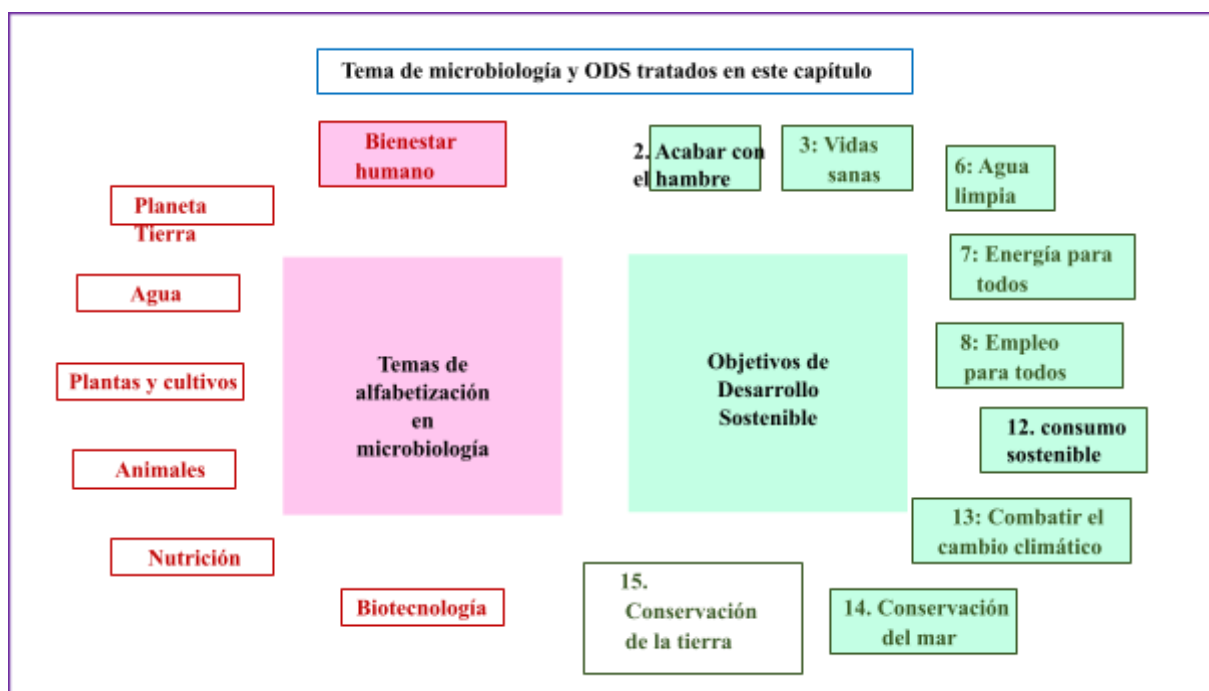 Tema de microbiología y ODS tratados en este capítulo
Bienestar
humano
Planeta
Tierra
Agua
Plantas y cultivos
Animales
Nutrición
Biotecnología
Temas de
alfabetización
en
microbiología
2. Acabar con
el hambre
3: Vidas
sanas
6: Agua
limpia
7: Energía para
todos
8: Empleo
para todos
12. consumo
sostenible
13: Combatir el
cambio climático
14. Conservación
del mar
15.
Conservación
de la tierra
Objetivos de
Desarrollo
Sostenible